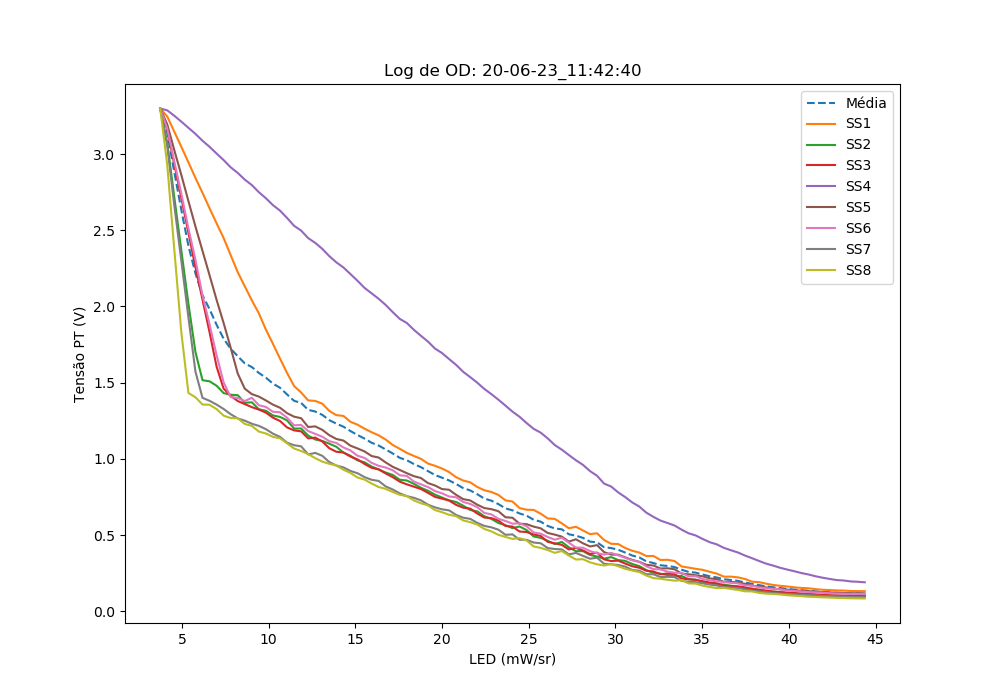 Log de OD: 20-06-23_11:42:40
Média
SS1
SS2
SS3
SS4
SS5
SS6
SS7
SS8
Tensão PT (V)
3.0
2.5
2.0
1.5
1.0
0.5
0.0
5 10 15 20 25 30 35 40 45
LED (mW/sr)